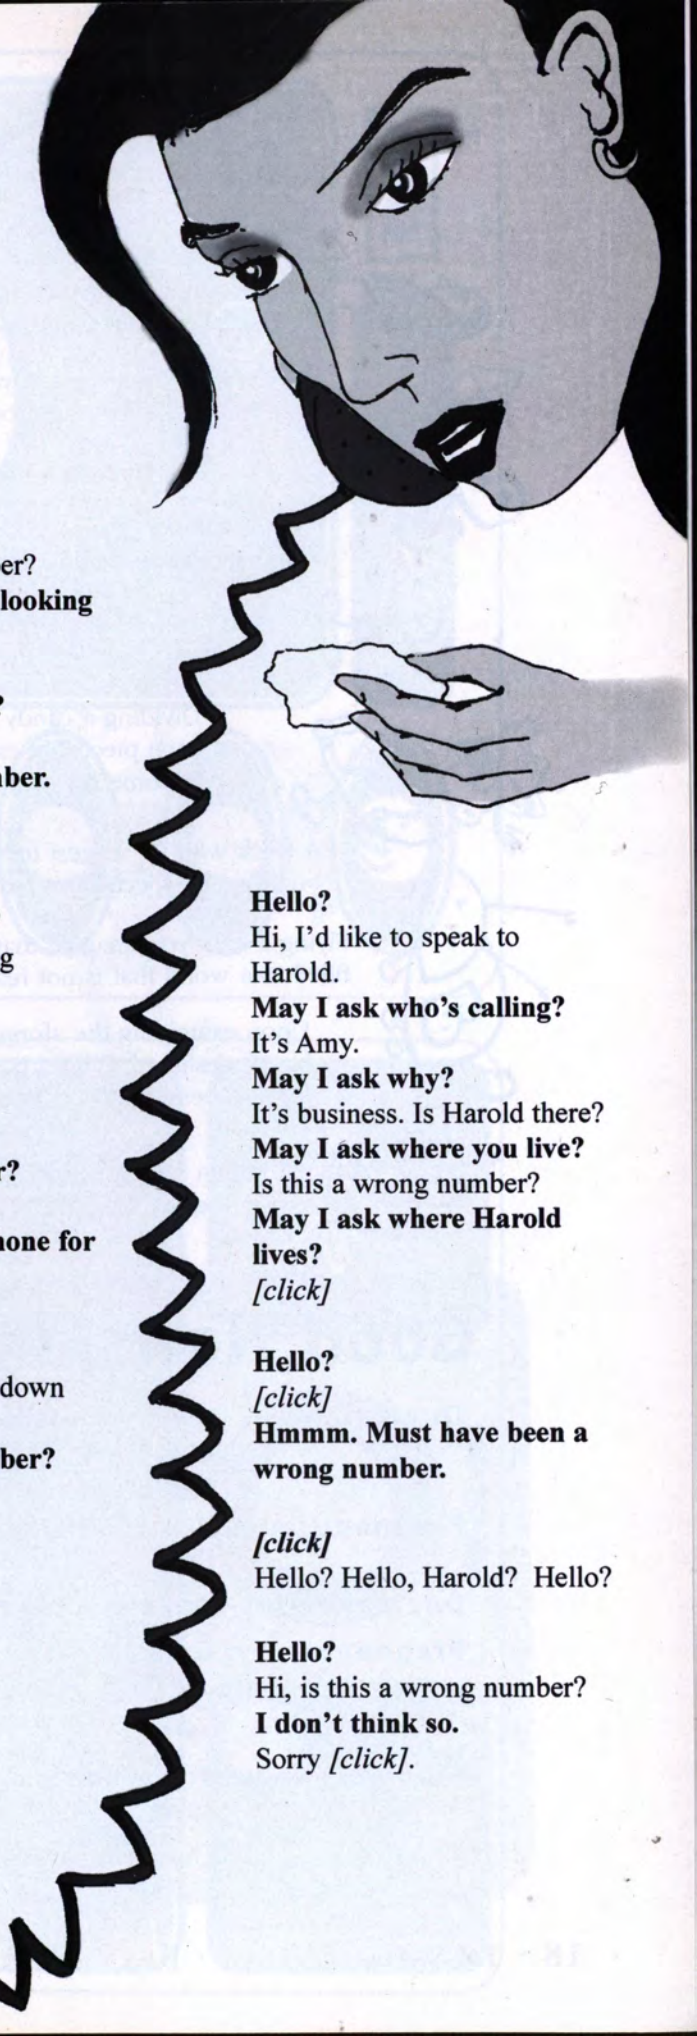 er?
looking
nber.
g
r?
none for
down
ber?
Hello?
Hi, I'd like to speak to
Harold.
May I ask who's calling?
It's Amy.
May I ask why?
It's business. Is Harold there?
May I ask where you live?
Is this a wrong number?
May I ask where Harold
lives?
[click]
Hello?
[click]
Hmmm. Must have been a
wrong number.
[click]
Hello? Hello, Harold? Hello?
Hello?
Hi, is this a wrong number?
I don't think so.
Sorry [click].